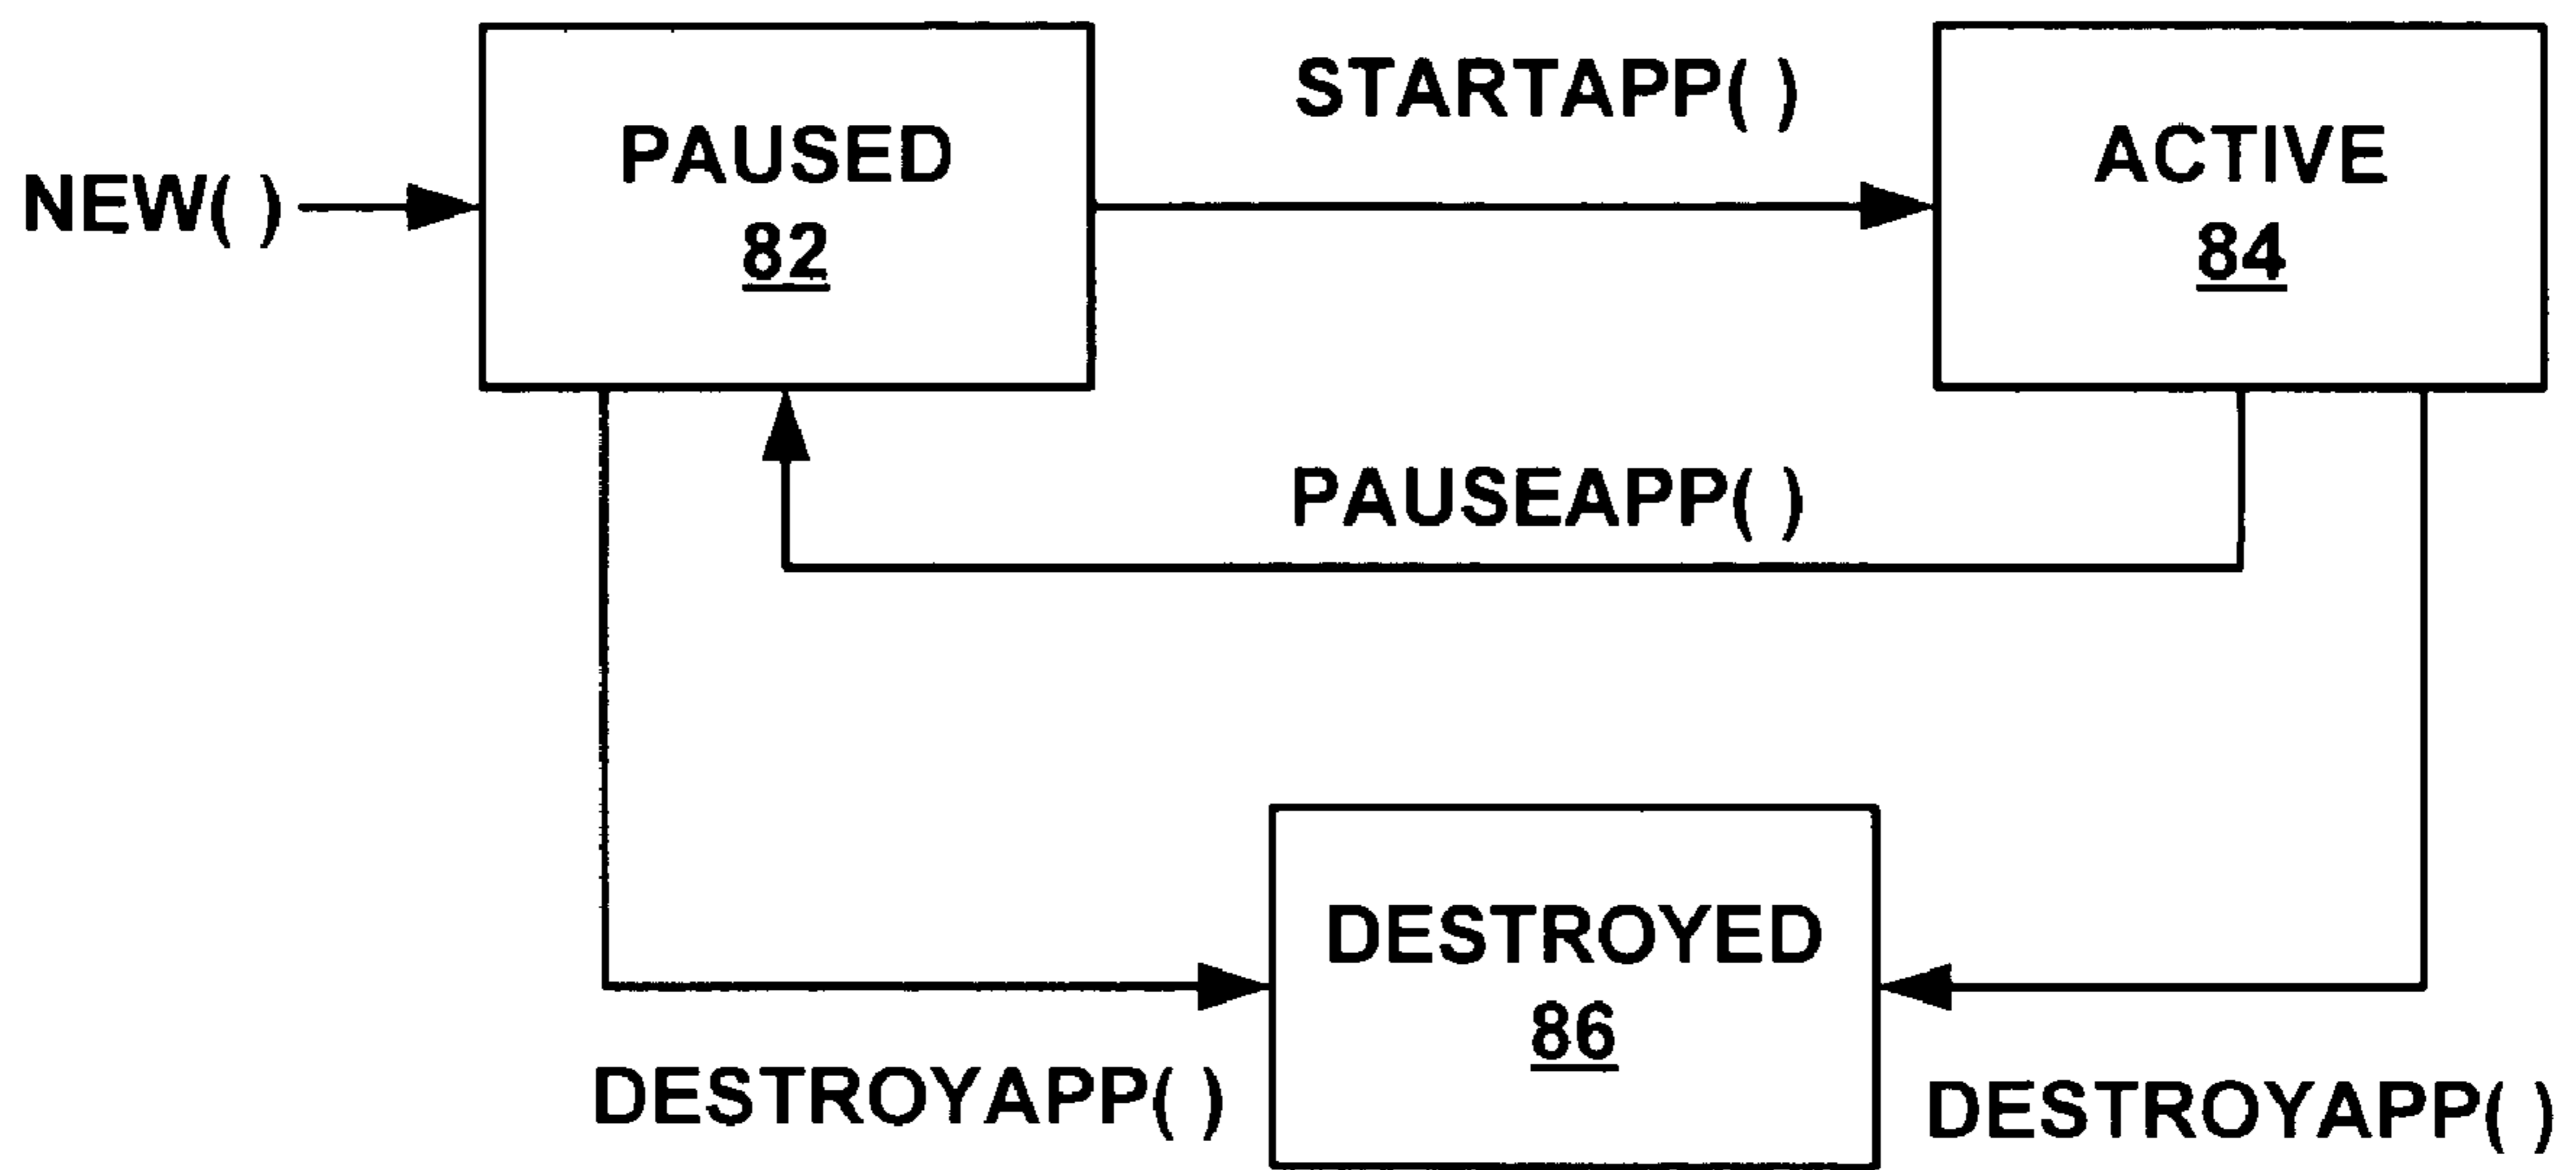 STARTAPP( )
PAUSED
ACTIVE
NEW( )
82
84
PAUSEAPP( )
DESTROYED
86
DESTROYAPP( )
DESTROYAPP( )